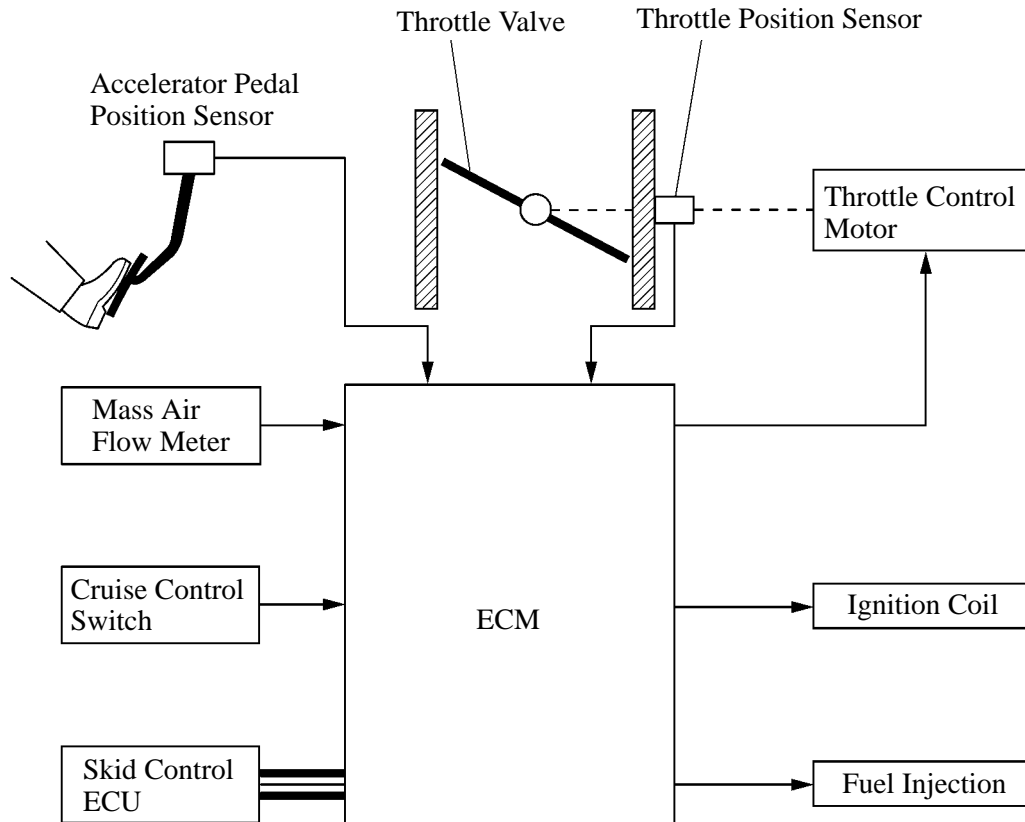 Throttle Valve
Throttle Position Sensor
Accelerator Pedal
Position Sensor
Throttle Control
Motor
Mass Air
Flow Meter
Cruise Control
Switch
ECM
Ignition Coil
Skid Control
ECU
Fuel Injection